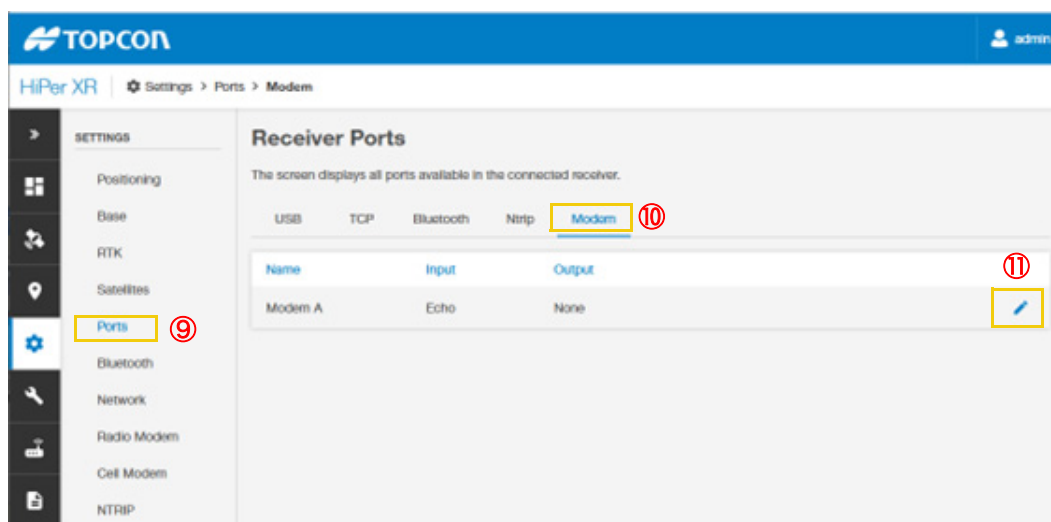 TOPCON
admin
HiPer XR Settings > Ports > Modem
SETTINGS
Positioning
Base
RTK
Satellites
Ports ⑨
Bluetooth
Network
Radio Modem
Cell Modem
NTRIP
Receiver Ports
The screen displays all ports available in the connected receiver.
USB TCP Bluetooth Ntrip Modem ⑩
Name Input Output ⑪
Modem A Echo None